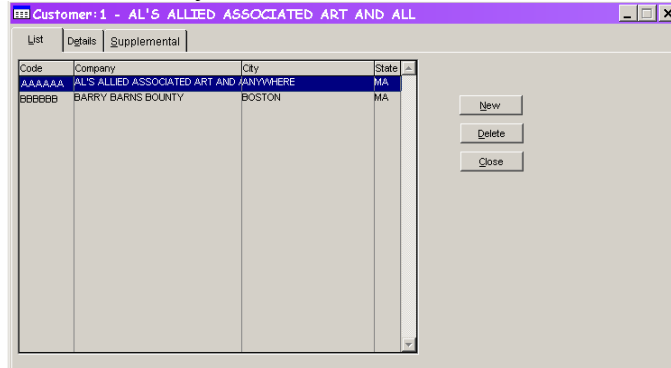 Customer:1 - AL'S ALLIED ASSOCIATED ART AND ALL
List Details Supplemental
Code Company City State
AAAAAA AL'S ALLIED ASSOCIATED ART AND A ANYWHERE MA
BBBBBB BARRY BARNS BOUNTY BOSTON MA
New
Delete
Close